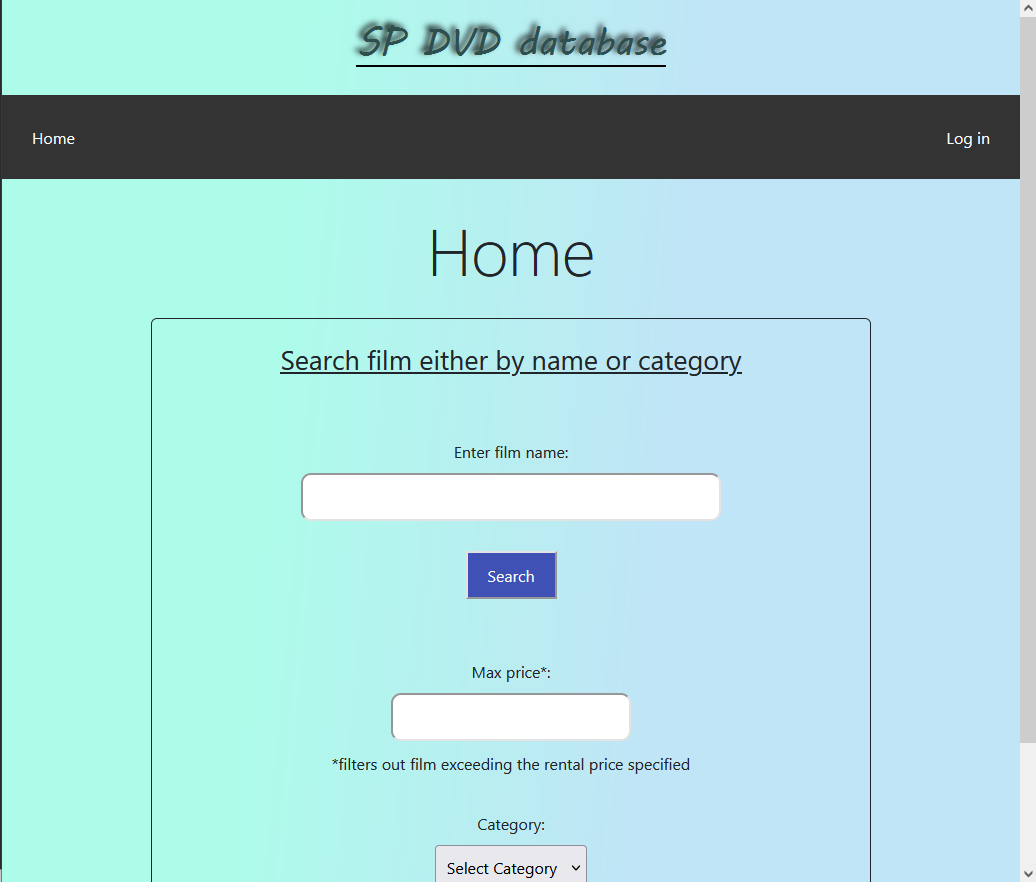 SP DVD database
Home
Log in
Home
Search film either by name or category
Enter film name:
Search
Max price*:
*filters out film exceeding the rental price specified
Category:
Select Category